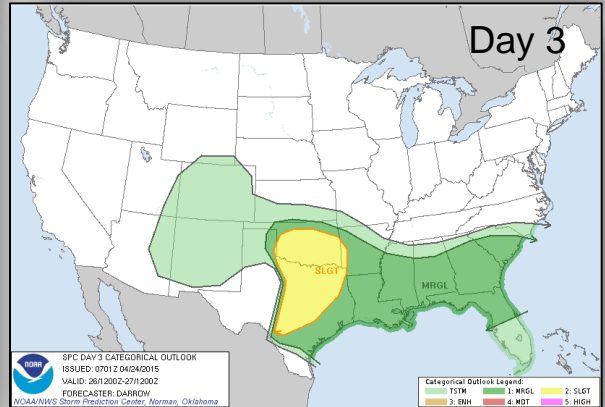 Day 3
SLGT
MRGL
noaa
SPC DAY 3 CATEGORICAL OUTLOOK
ISSUED: 0701Z 04/24/2015
VALID: 26/1200Z-27/1200Z
FORECASTER: DARROW
NOAA/NWS Storm Prediction Center, Norman, Oklahoma
Categorical Outlook Legend:
TSTM 1: MRGL 2: SLGT
3: ENH 4: MDT 5: HIGH